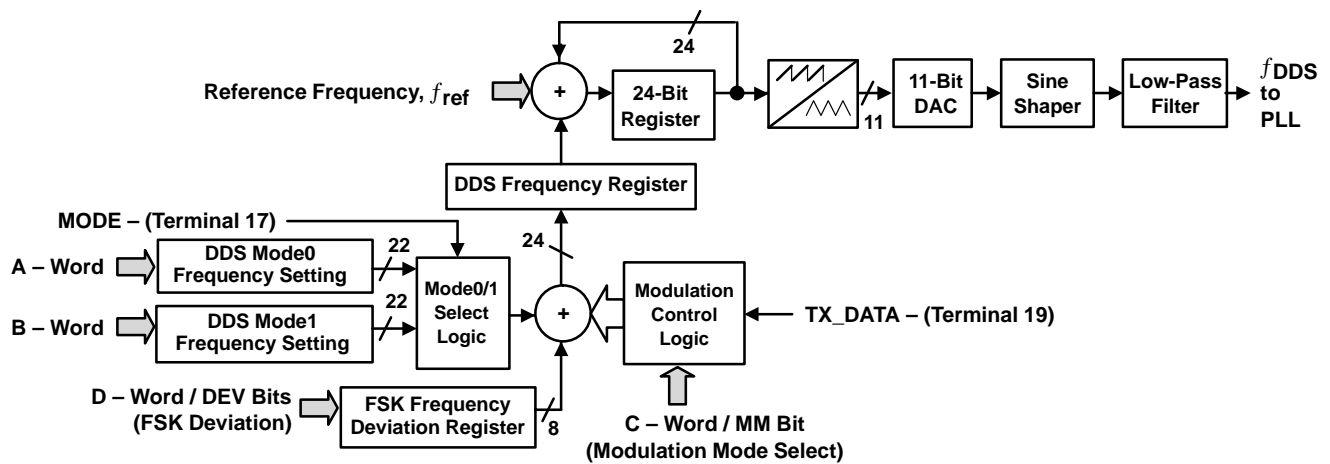 24
Reference Frequency, fref
+
24-Bit
Register
11
11-Bit
DAC
Sine
Shaper
Low-Pass
Filter
fDDS
to
PLL
DDS Frequency Register
MODE – (Terminal 17)
24
A – Word
DDS Mode0
Frequency Setting
22
B – Word
DDS Mode1
Frequency Setting
22
Mode0/1
Select
Logic
+
Modulation
Control
Logic
TX_DATA – (Terminal 19)
D – Word / DEV Bits
(FSK Deviation)
FSK Frequency
Deviation Register
8
C – Word / MM Bit
(Modulation Mode Select)